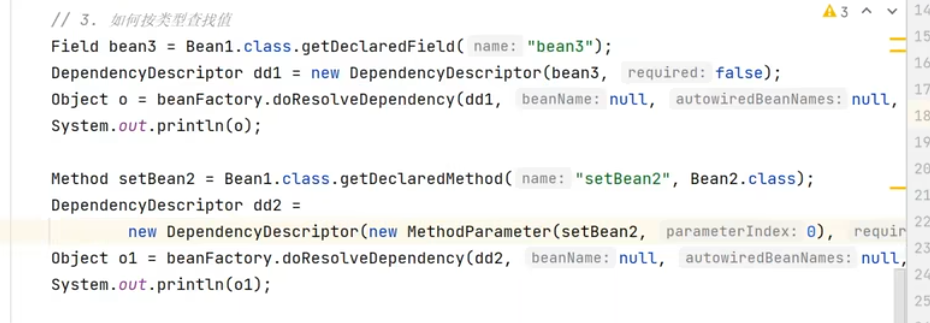 // 3. 如何按类型查找值
Field bean3 = Bean1.class.getDeclaredField( name: "bean3");
DependencyDescriptor dd1 = new DependencyDescriptor(bean3, required: false);
Object o = beanFactory.doResolveDependency(dd1, beanName: null, autowiredBeanNames: null,
System.out.println(o);
Method setBean2 = Bean1.class.getDeclaredMethod( name: "setBean2", Bean2.class);
DependencyDescriptor dd2 =
new DependencyDescriptor(new MethodParameter(setBean2, parameterIndex: 0),
Object o1 = beanFactory.doResolveDependency(dd2, beanName: null, autowiredBeanNames: null,
System.out.println(o1);
3
14
15
16
17
18
19
20
21
22
23
24
25